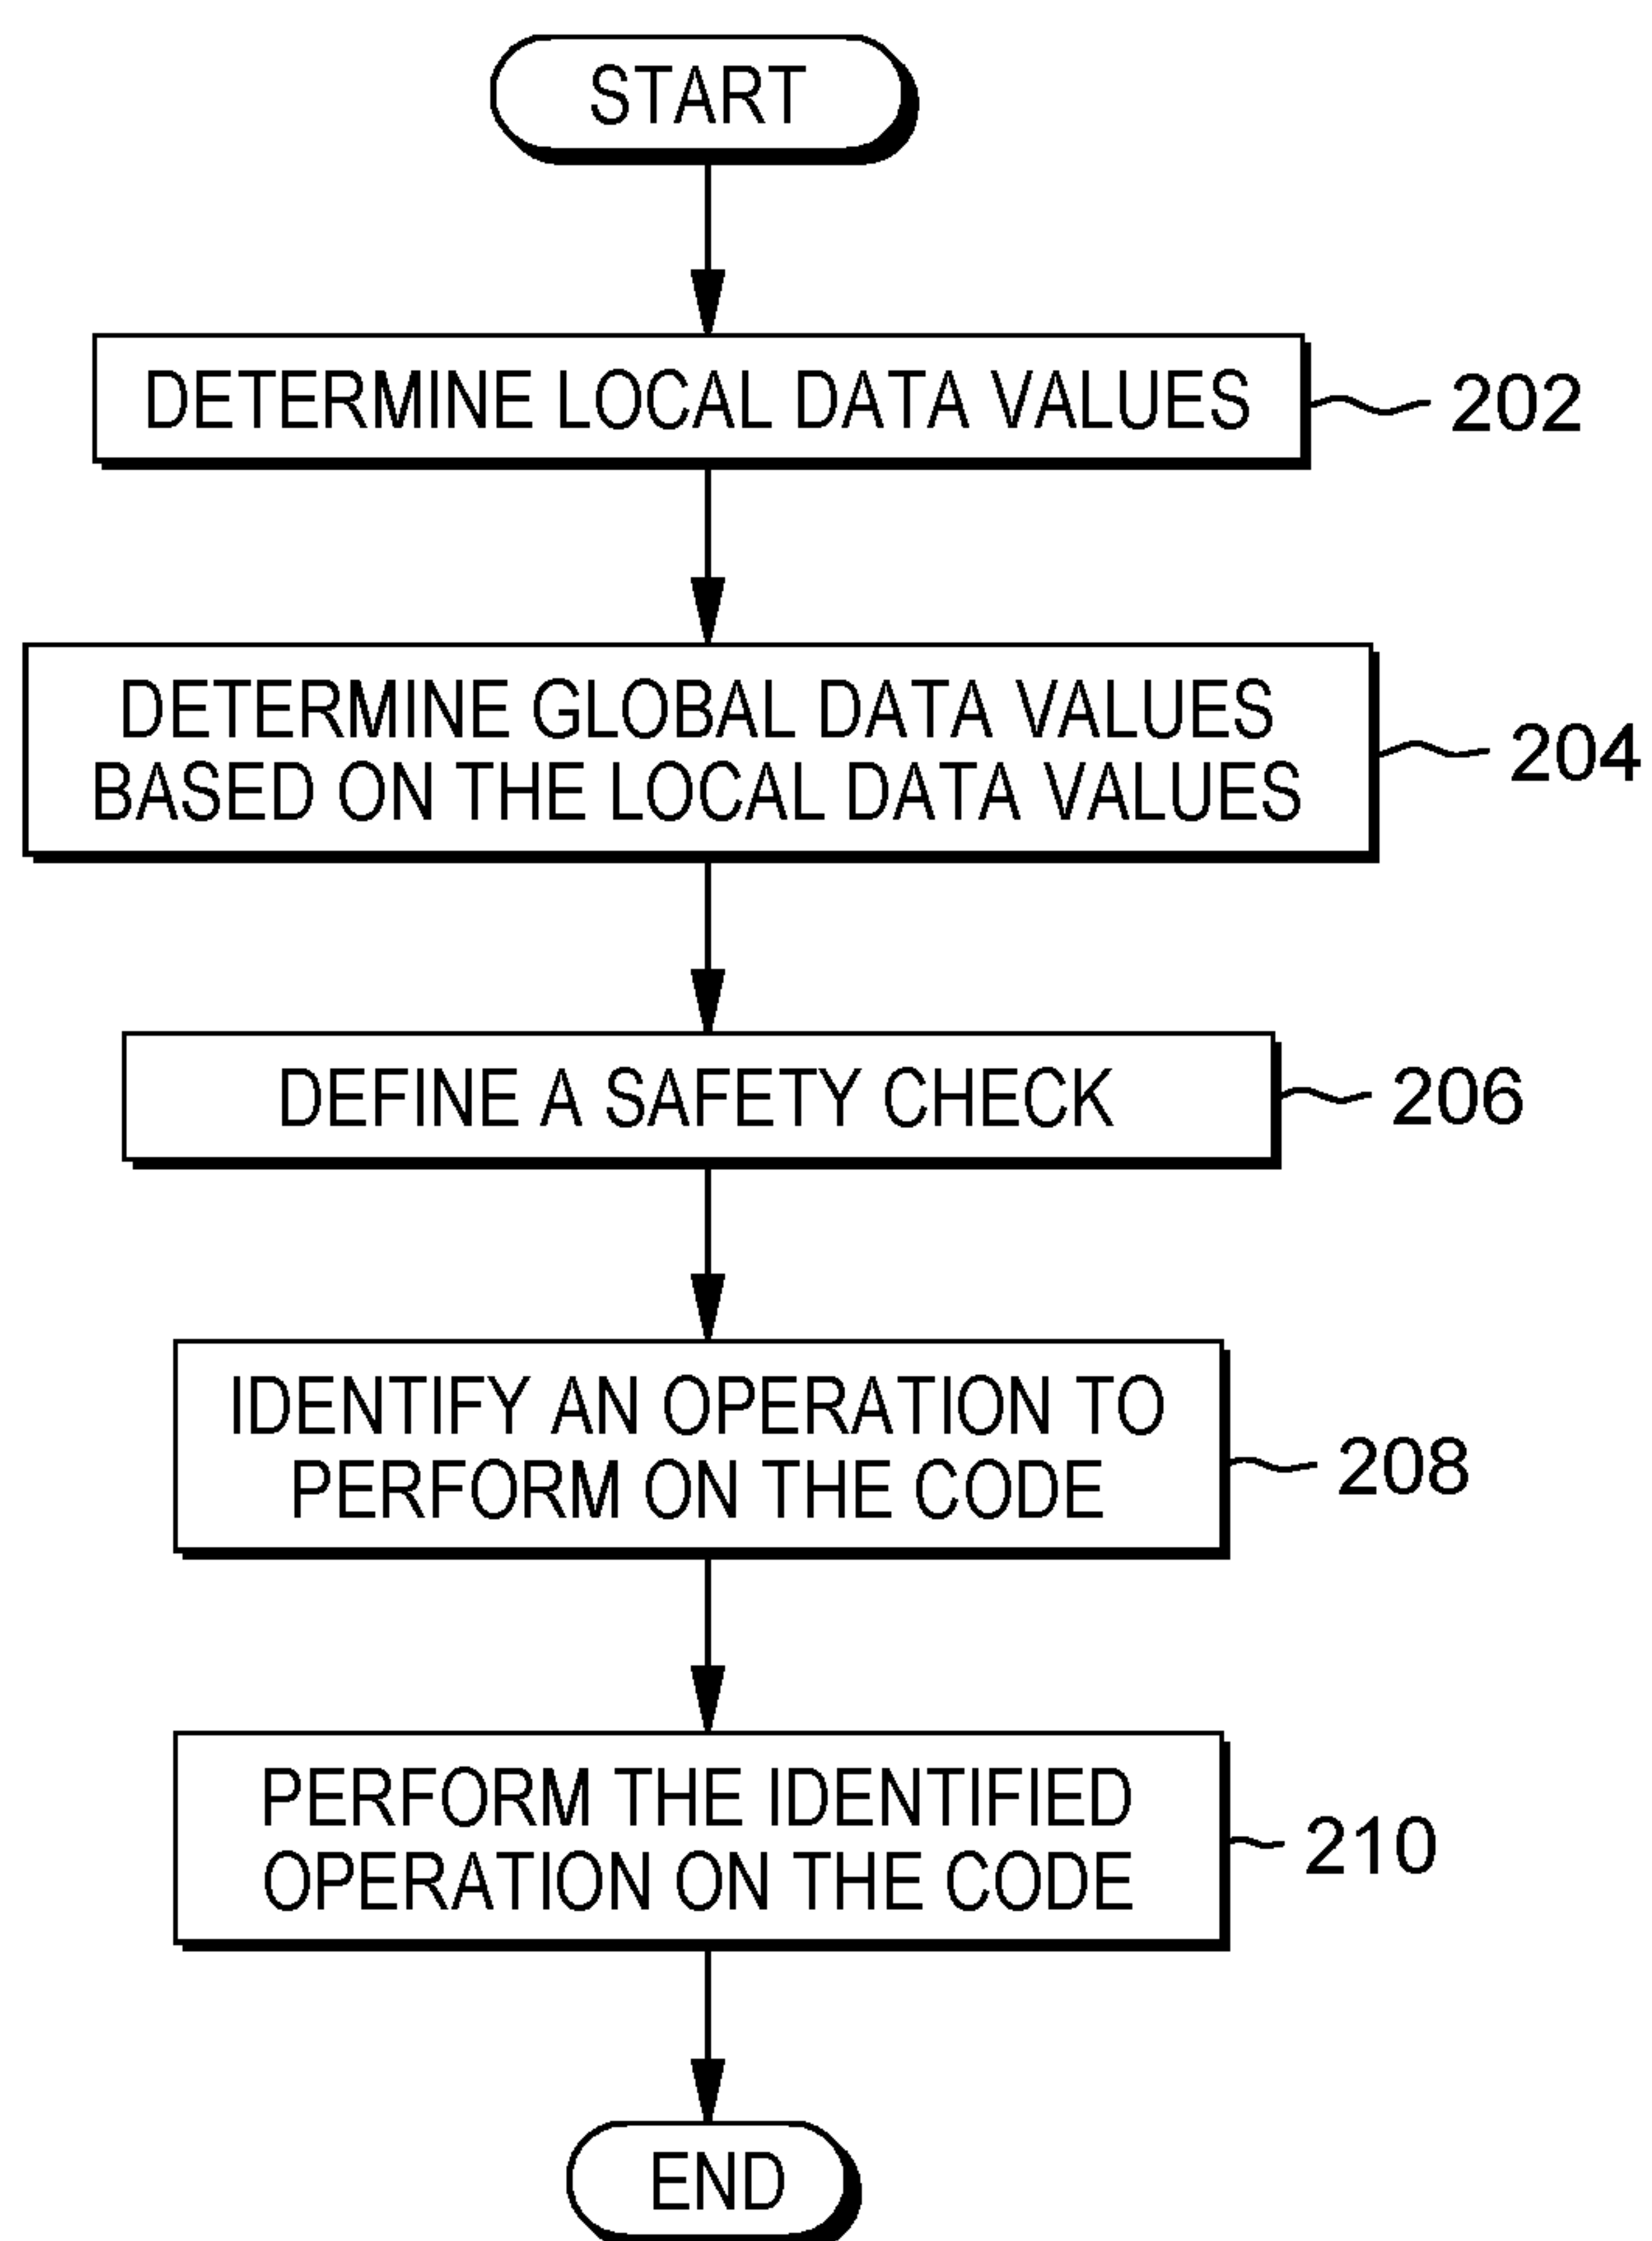 START
DETERMINE LOCAL DATA VALUES
202
DETERMINE GLOBAL DATA VALUES
BASED ON THE LOCAL DATA VALUES
204
DEFINE A SAFETY CHECK
206
IDENTIFY AN OPERATION TO
PERFORM ON THE CODE
208
PERFORM THE IDENTIFIED
OPERATION ON THE CODE
210
END